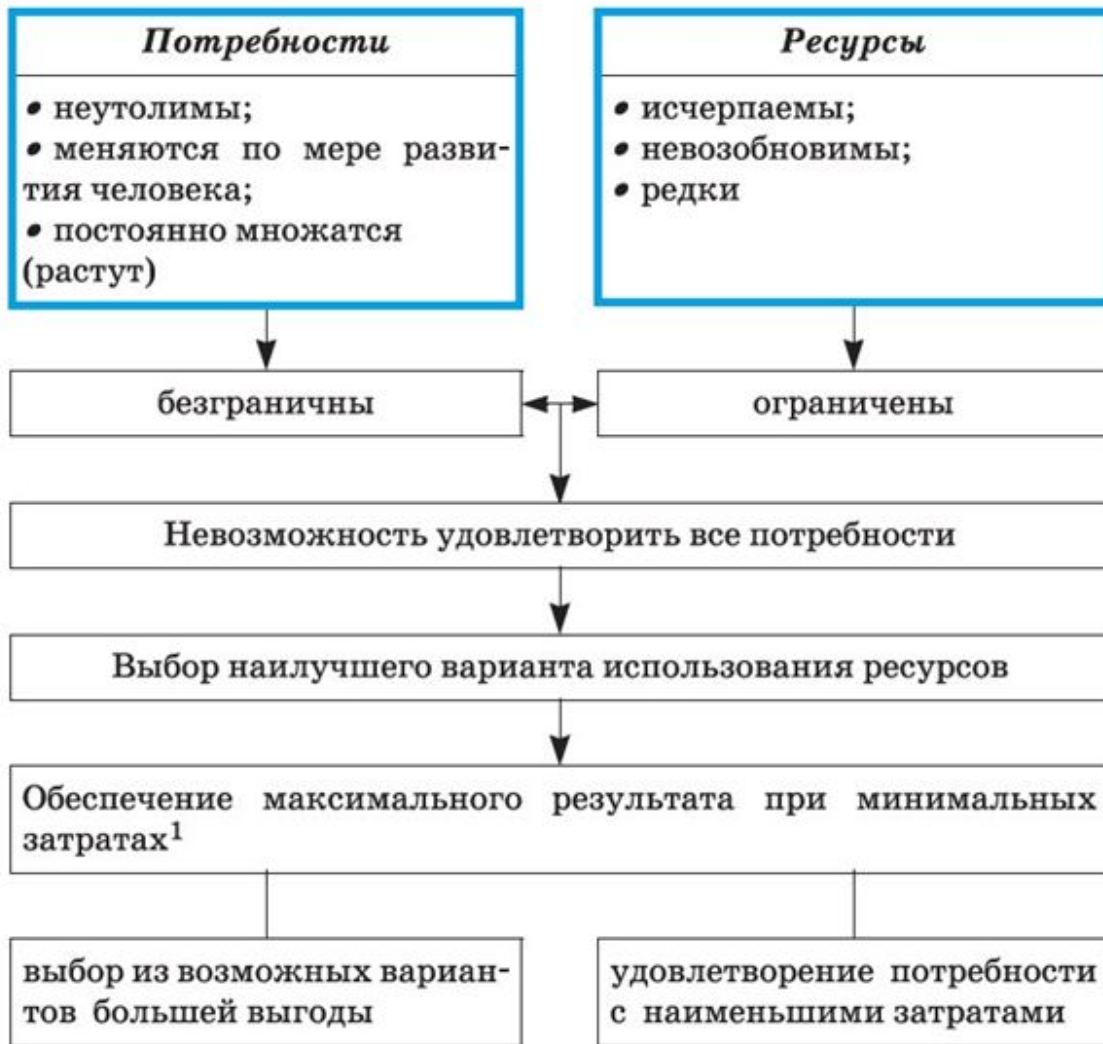 Потребности
• неутолимы;
• меняются по мере разви-
тия человека;
• постоянно множатся
(растут)
Ресурсы
• исчерпаемы;
• невозобновимы;
• редки
безграничны
ограничены
Невозможность удовлетворить все потребности
Выбор наилучшего варианта использования ресурсов
Обеспечение максимального результата при минимальных
затратах¹
выбор из возможных вариан-
тов большей выгоды
удовлетворение потребности
с наименьшими затратами